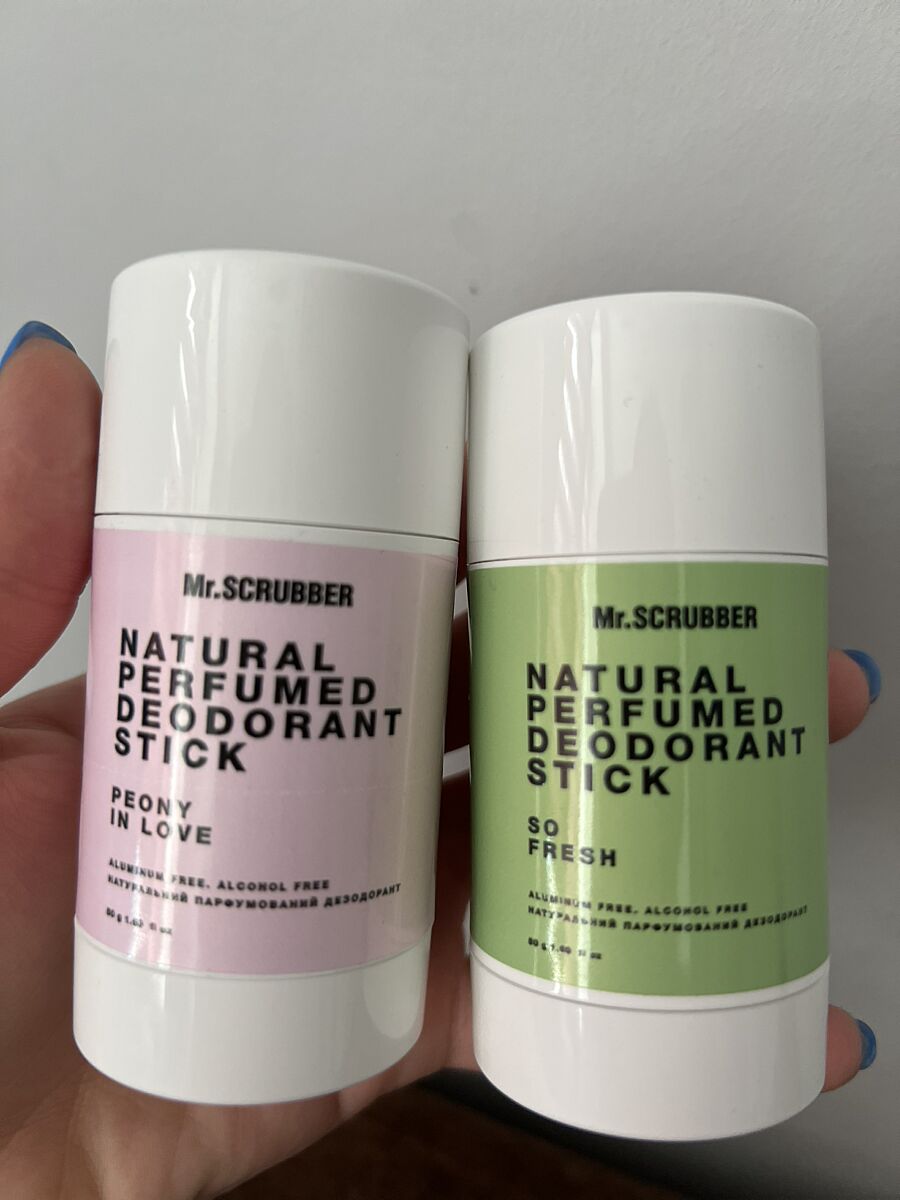 Mr.SCRUBBER
NATURAL
PERFUMED
DEODORANT
STICK
PEONY
IN LOVE
ALUMINUM FREE. ALCOHOL FREE
НАТУРАЛЬНИЙ ПАРФУМОВАНИЙ ДЕЗОДОРАНТ
Mr.SCRUBBER
NATURAL
PERFUMED
DEODORANT
STICK
SO
FRESH
ALUMINUM FREE. ALCOHOL FREE
НАТУРАЛЬНИЙ ПАРФУМОВАНИЙ ДЕЗОДОРАНТ